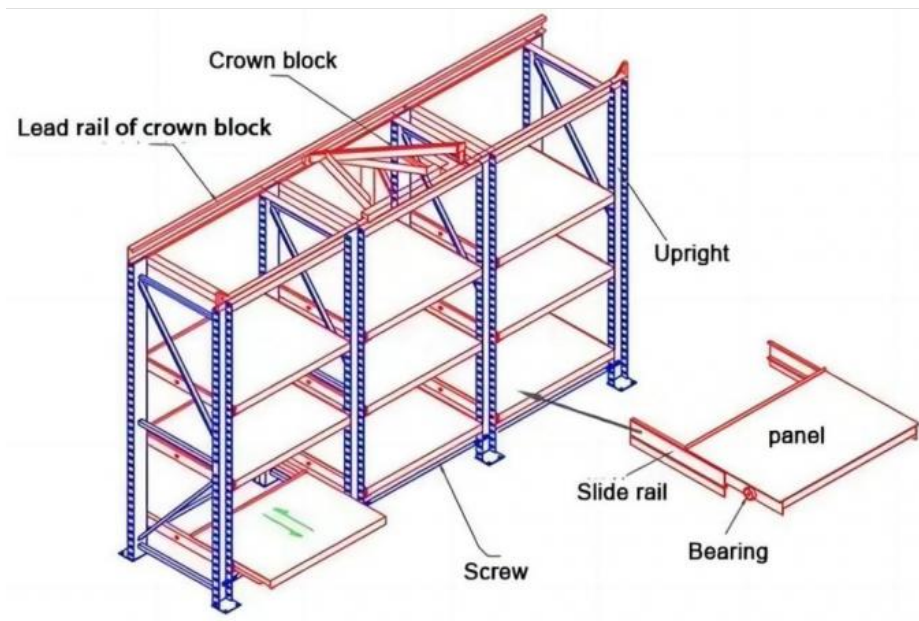 Crown block
Lead rail of crown block
Upright
panel
Slide rail
Bearing
Screw